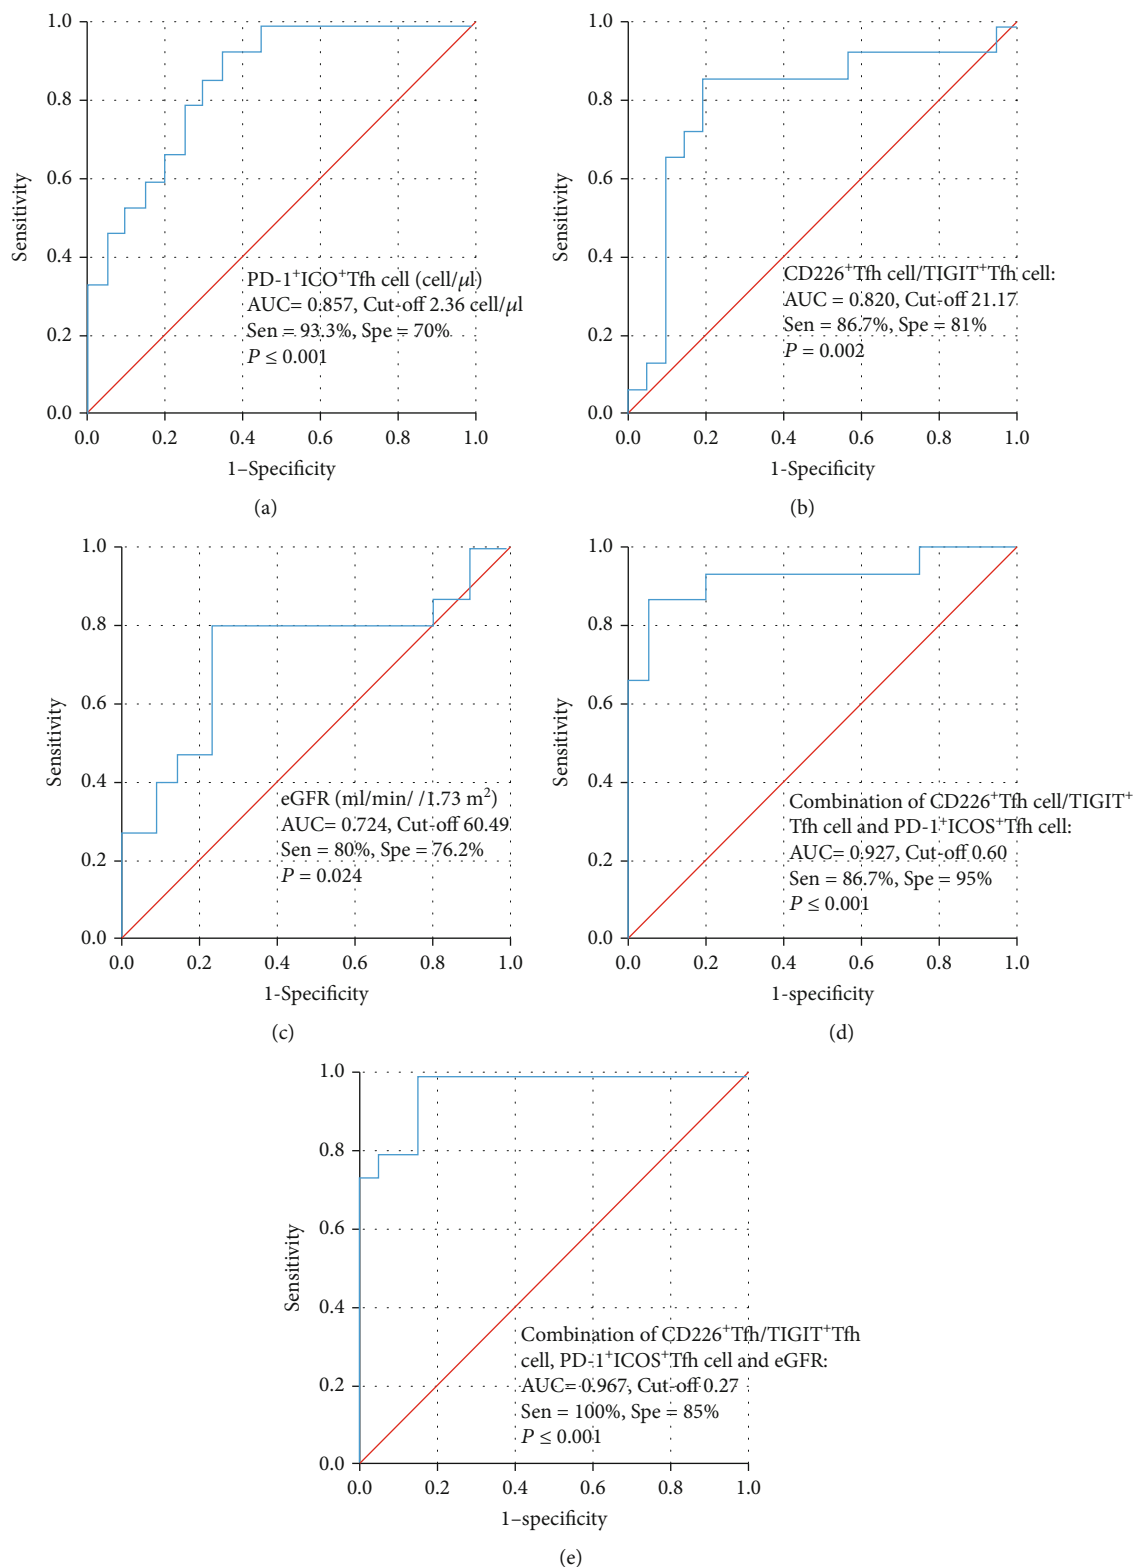 1.0
0.8
0.6
0.4
0.2
0.0
Sensitivity
PD-1⁺ICO⁺Tfh cell (cell/μl)
AUC= 0.857, Cut-off 2.36 cell/μl
Sen = 93.3%, Spe = 70%
P ≤ 0.001
0.0 0.2 0.4 0.6 0.8 1.0
1–Specificity
(a)
1.0
0.8
0.6
0.4
0.2
0.0
Sensitivity
CD226⁺Tfh cell/TIGIT⁺Tfh cell:
AUC = 0.820, Cut-off 21.17
Sen = 86.7%, Spe = 81%
P = 0.002
0.0 0.2 0.4 0.6 0.8 1.0
1-Specificity
(b)
1.0
0.8
0.6
0.4
0.2
0.0
Sensitivity
eGFR (ml/min/ /1.73 m²)
AUC= 0.724, Cut-off 60.49
Sen = 80%, Spe = 76.2%
P = 0.024
0.0 0.2 0.4 0.6 0.8 1.0
1-Specificity
(c)
1.0
0.8
0.6
0.4
0.2
0.0
Sensitivity
Combination of CD226⁺Tfh cell/TIGIT⁺
Tfh cell and PD-1⁺ICOS⁺Tfh cell:
AUC= 0.927, Cut-off 0.60
Sen = 86.7%, Spe = 95%
P ≤ 0.001
0.0 0.2 0.4 0.6 0.8 1.0
1-specificity
(d)
1.0
0.8
0.6
0.4
0.2
0.0
Sensitivity
Combination of CD226⁺Tfh/TIGIT⁺Tfh
cell, PD-1⁺ICOS⁺Tfh cell and eGFR:
AUC= 0.967, Cut-off 0.27
Sen = 100%, Spe = 85%
P ≤ 0.001
0.0 0.2 0.4 0.6 0.8 1.0
1–specificity
(e)